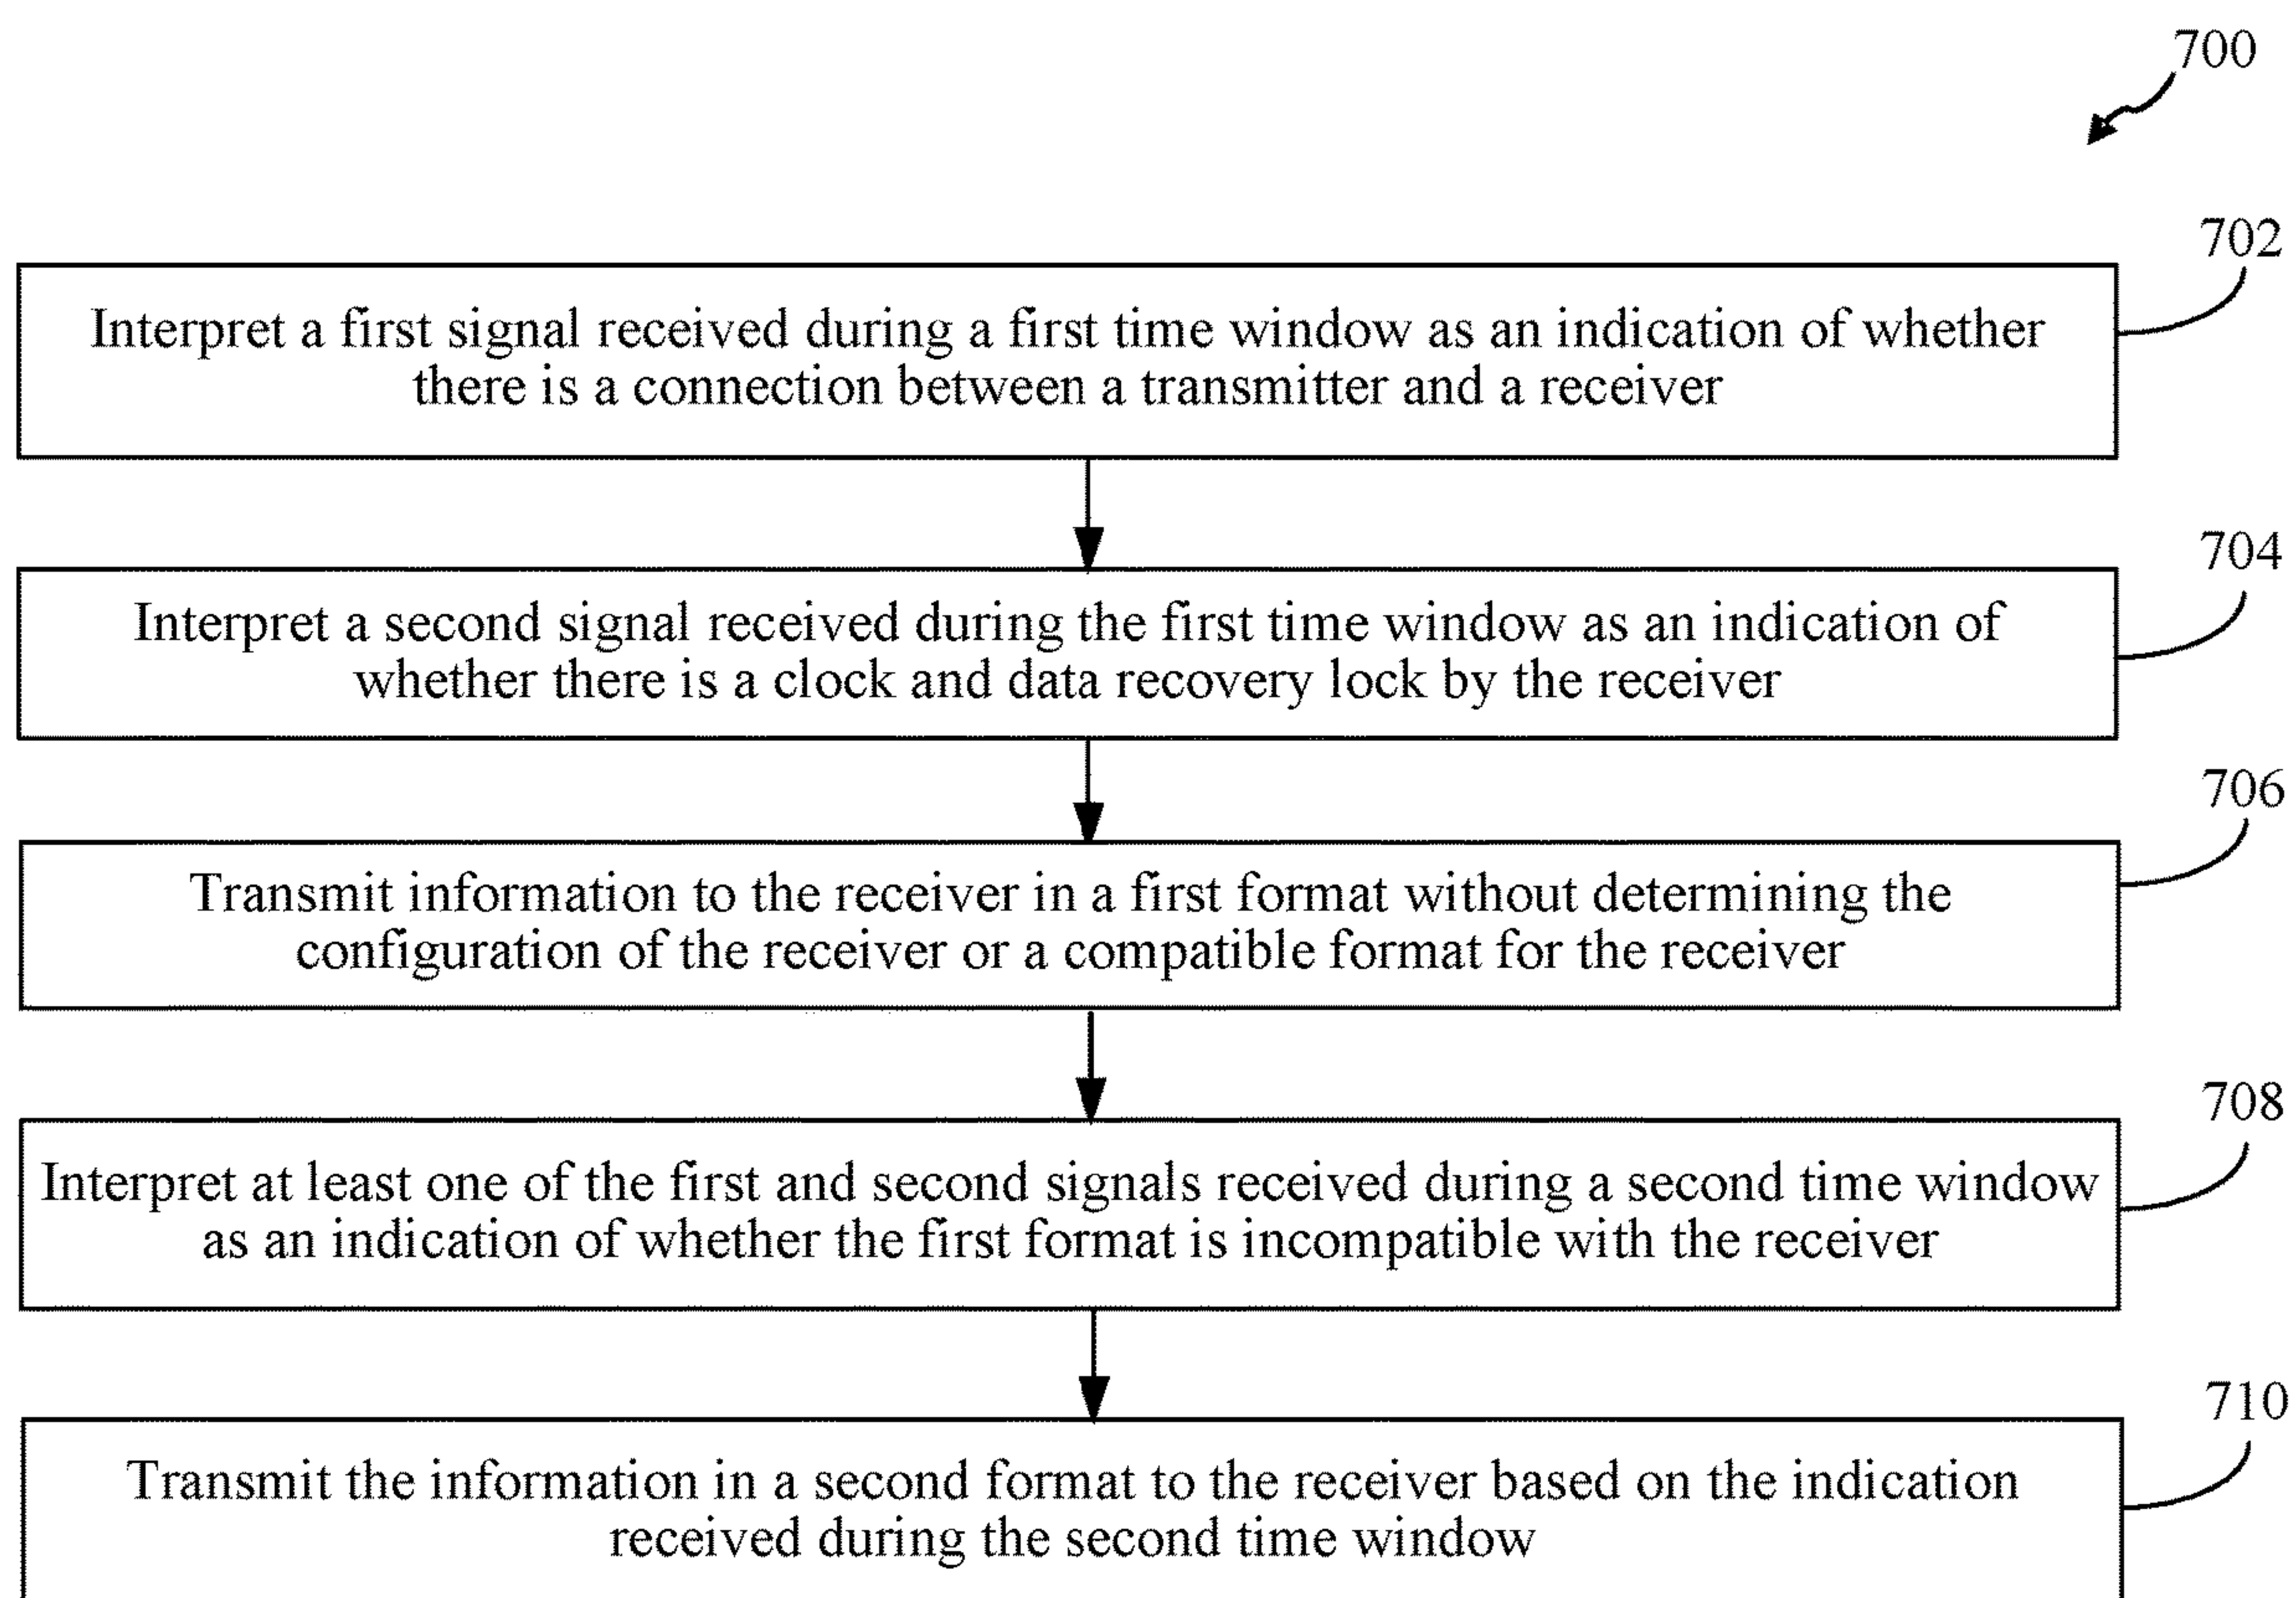 700
702
Interpret a first signal received during a first time window as an indication of whether
there is a connection between a transmitter and a receiver
704
Interpret a second signal received during the first time window as an indication of
whether there is a clock and data recovery lock by the receiver
706
Transmit information to the receiver in a first format without determining the
configuration of the receiver or a compatible format for the receiver
708
Interpret at least one of the first and second signals received during a second time window
as an indication of whether the first format is incompatible with the receiver
710
Transmit the information in a second format to the receiver based on the indication
received during the second time window